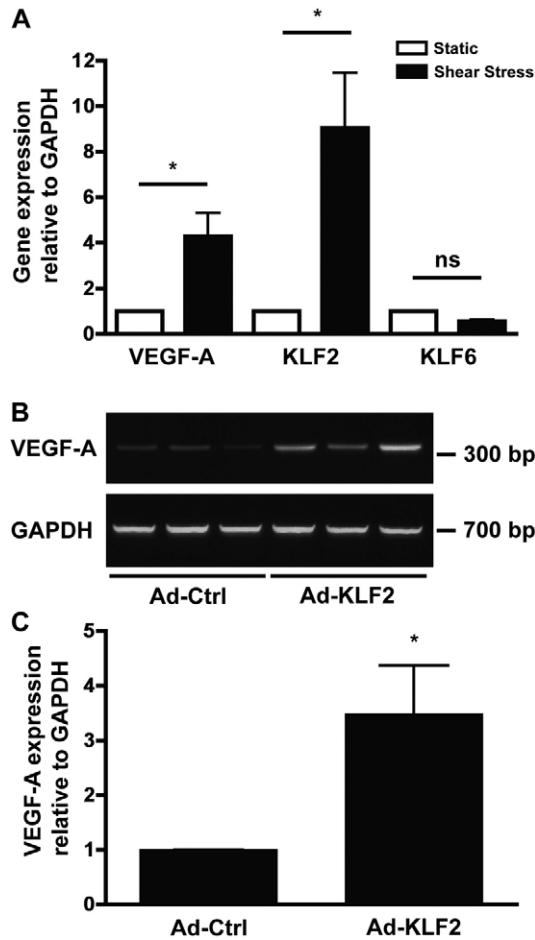 A
*
Static
Shear Stress
Gene expression
relative to GAPDH
12
10
8
6
4
2
0
*
ns
VEGF-A KLF2 KLF6
B
VEGF-A
300 bp
GAPDH
700 bp
Ad-Ctrl Ad-KLF2
C
VEGF-A expression
relative to GAPDH
5
4
3
2
1
0
*
Ad-Ctrl Ad-KLF2